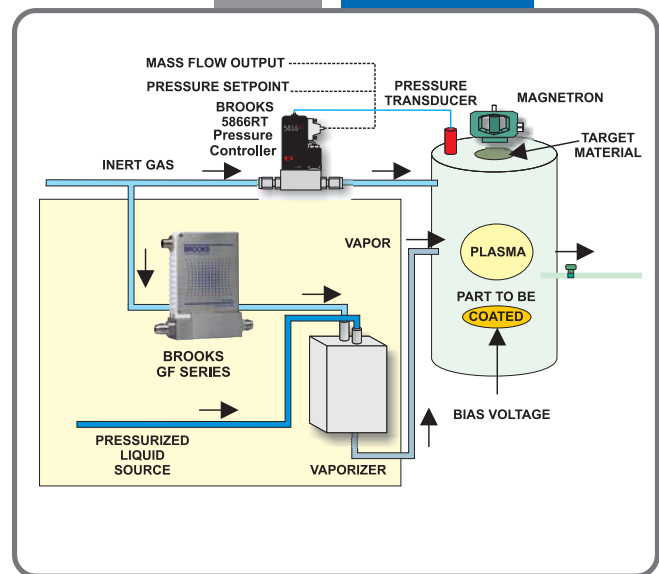 MASS FLOW OUTPUT
PRESSURE SETPOINT
BROOKS
5866RT
Pressure
Controller
PRESSURE
TRANSDUCER
MAGNETRON
TARGET
MATERIAL
INERT GAS
5866
VAPOR
PLASMA
BROOKS
PART TO BE
COATED
BROOKS
GF SERIES
BIAS VOLTAGE
PRESSURIZED
LIQUID
SOURCE
VAPORIZER